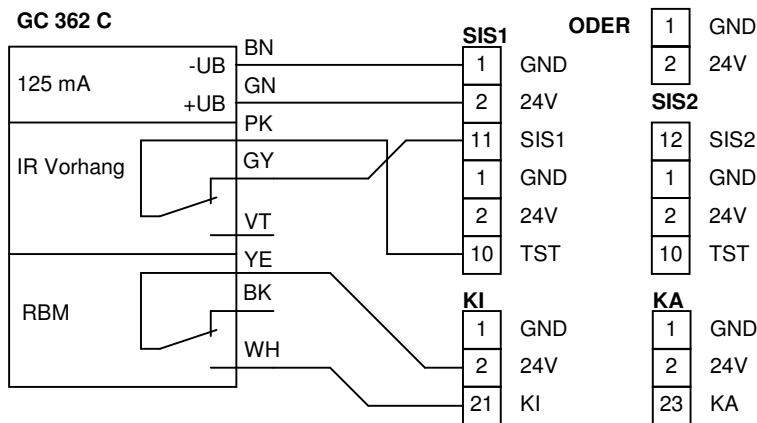 GC 362 C
125 mA
-UB
+UB
IR Vorhang
RBM
BN
GN
PK
GY
VT
YE
BK
WH
SIS1
1 GND
2 24V
11 SIS1
1 GND
2 24V
10 TST
KI
1 GND
2 24V
21 KI
ODER
1 GND
2 24V
SIS2
12 SIS2
1 GND
2 24V
10 TST
KA
1 GND
2 24V
23 KA